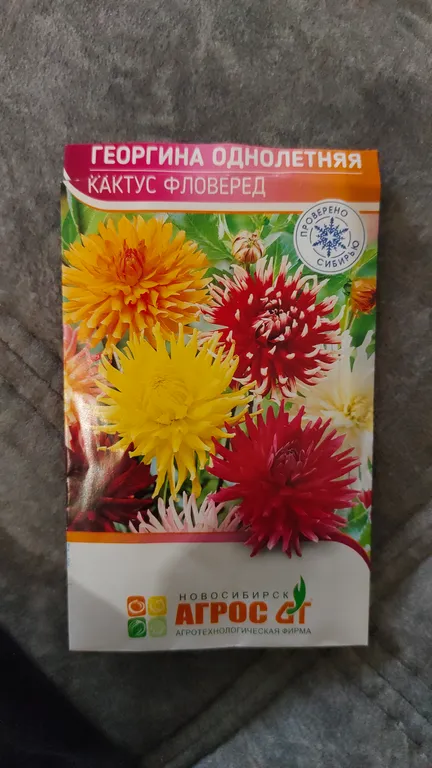 ГЕОРГИНА ОДНОЛЕТНЯЯ
КАКТУС ФЛОВЕРЕД
ПРОВЕРЕНО
СИБИРЬЮ
НОВОСИБИРСК
АГРОС
АГРОТЕХНОЛОГИЧЕСКАЯ ФИРМА